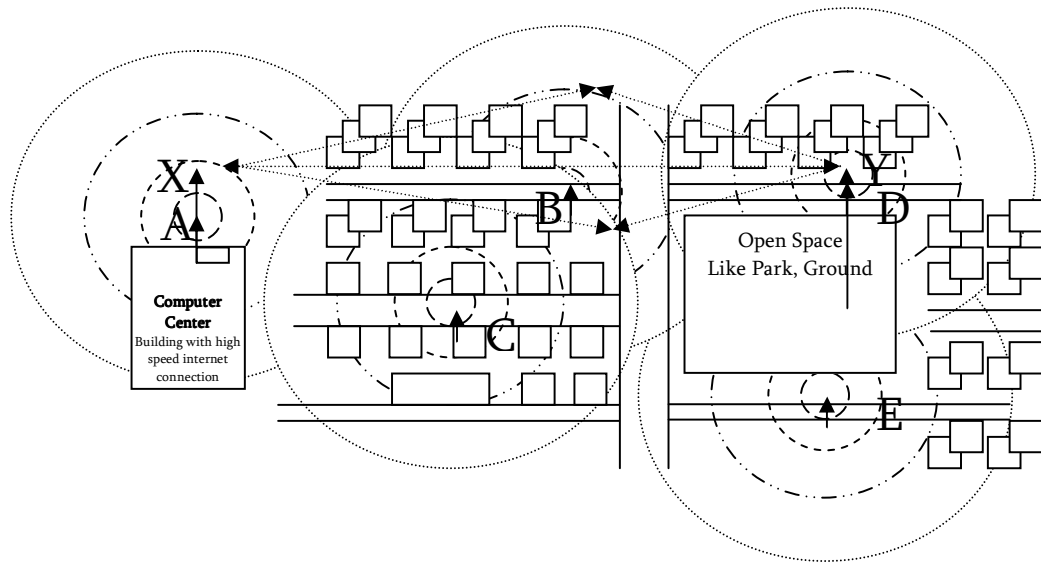 X
Y
A
B
D
Open Space
Like Park, Ground
Computer
Center
Building with high
speed internet
connection
C
E